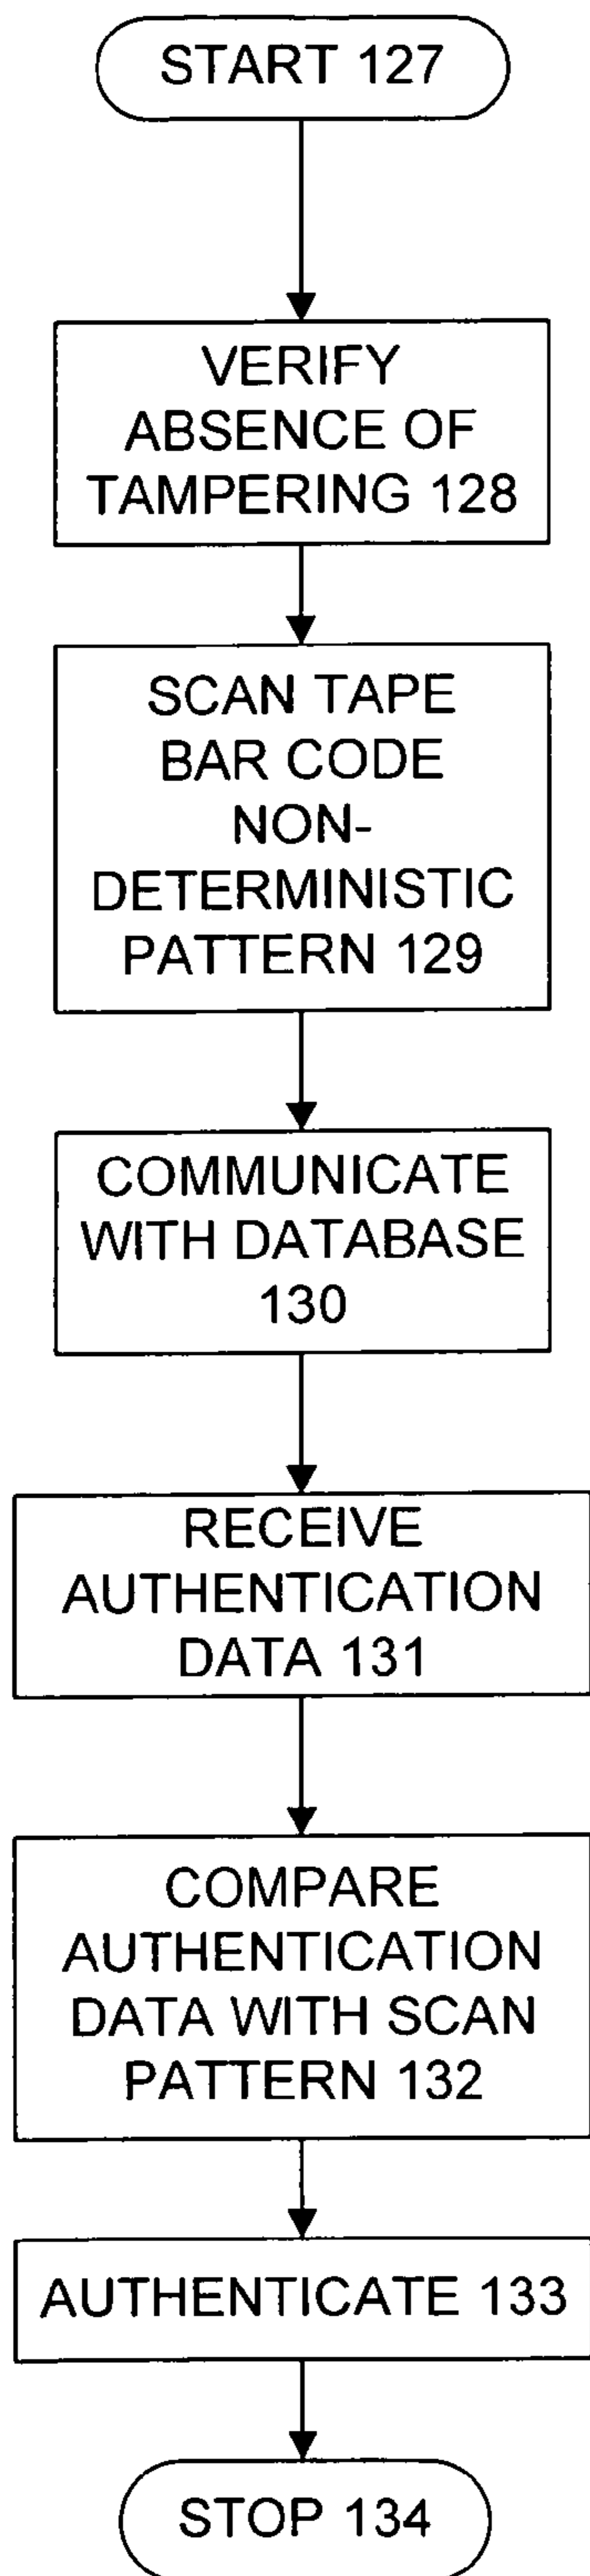 START 127
VERIFY
ABSENCE OF
TAMPERING 128
SCAN TAPE
BAR CODE
NON-
DETERMINISTIC
PATTERN 129
COMMUNICATE
WITH DATABASE
130
RECEIVE
AUTHENTICATION
DATA 131
COMPARE
AUTHENTICATION
DATA WITH SCAN
PATTERN 132
AUTHENTICATE 133
STOP 134